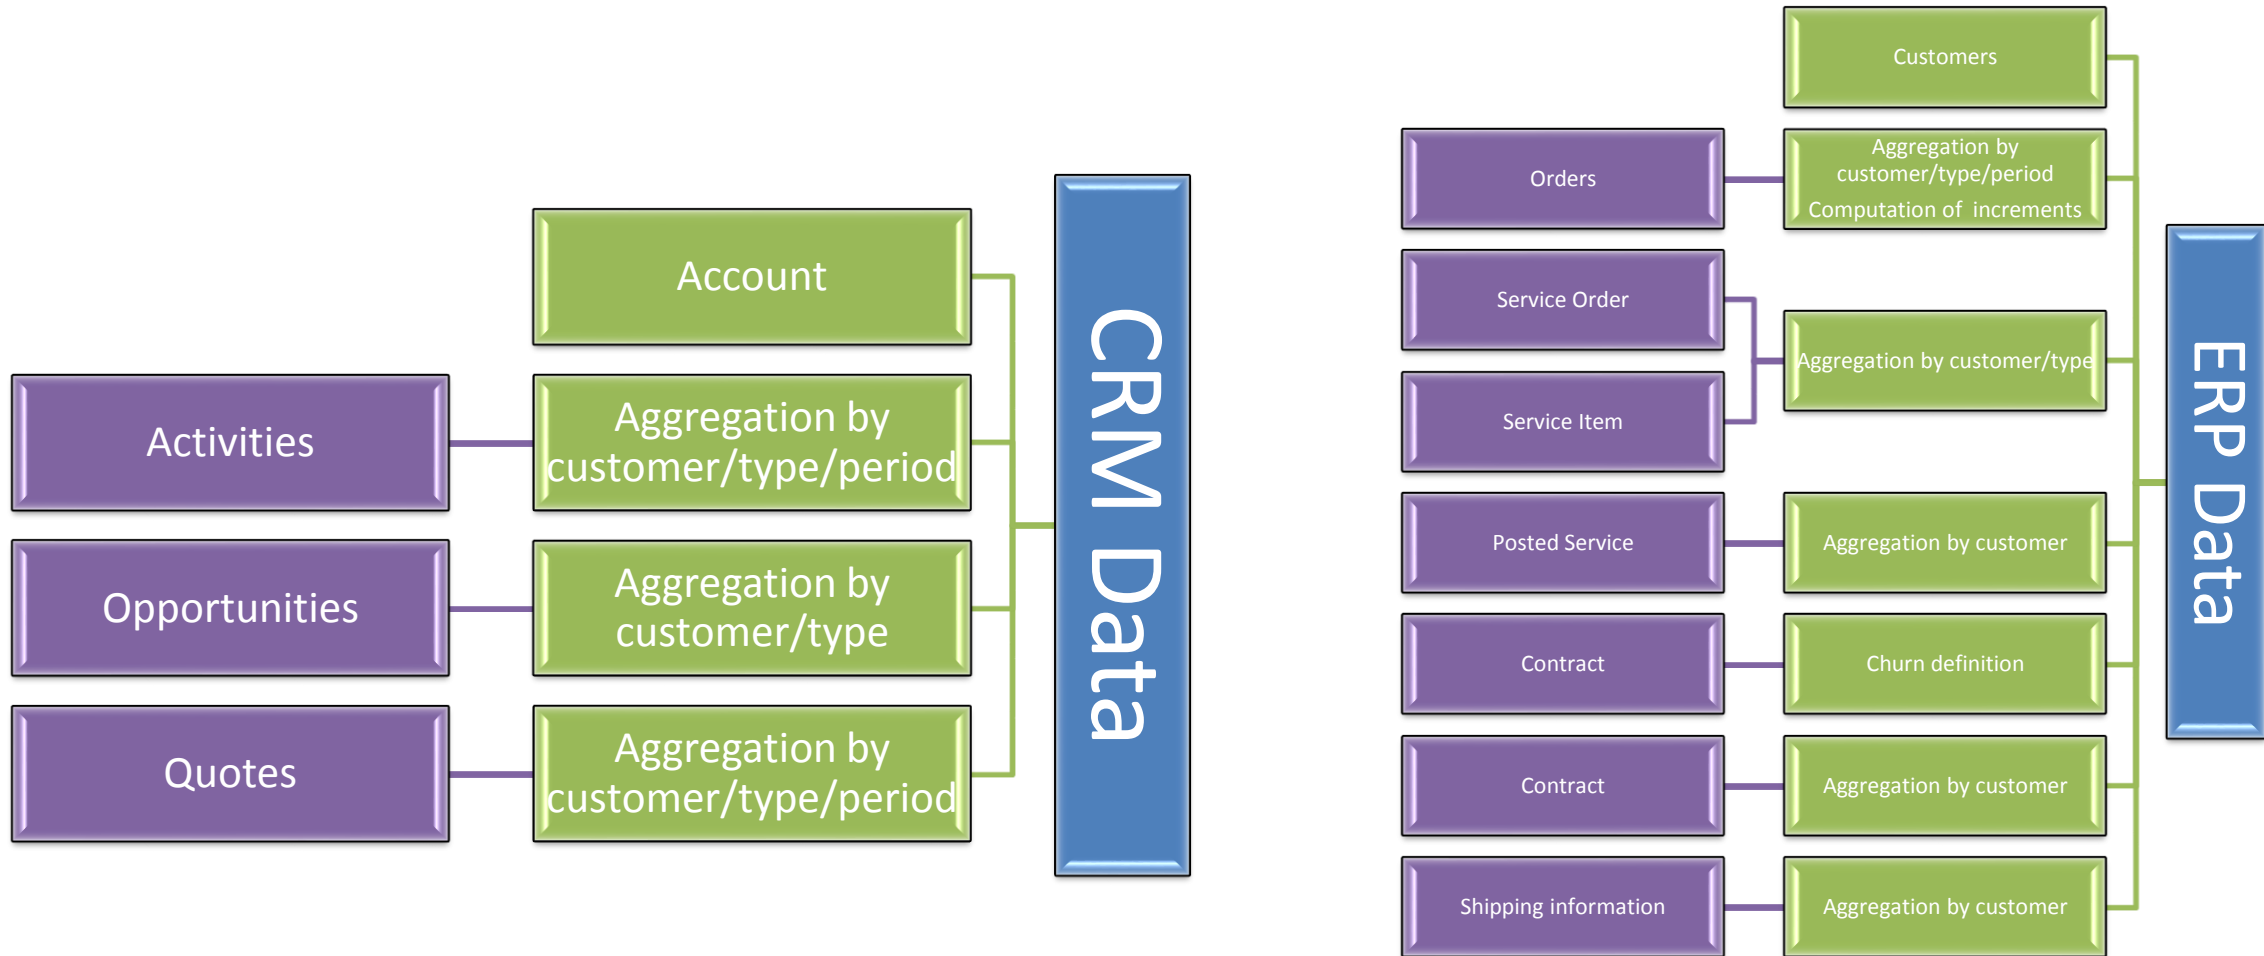 Account
Activities
Aggregation by
customer/type/period
Opportunities
Aggregation by
customer/type
Quotes
Aggregation by
customer/type/period
CRM Data
Customers
Orders
Aggregation by
customer/type/period
Computation of increments
Service Order
Service Item
Aggregation by customer/type
Posted Service
Aggregation by customer
Contract
Churn definition
Contract
Aggregation by customer
Shipping information
Aggregation by customer
ERP Data